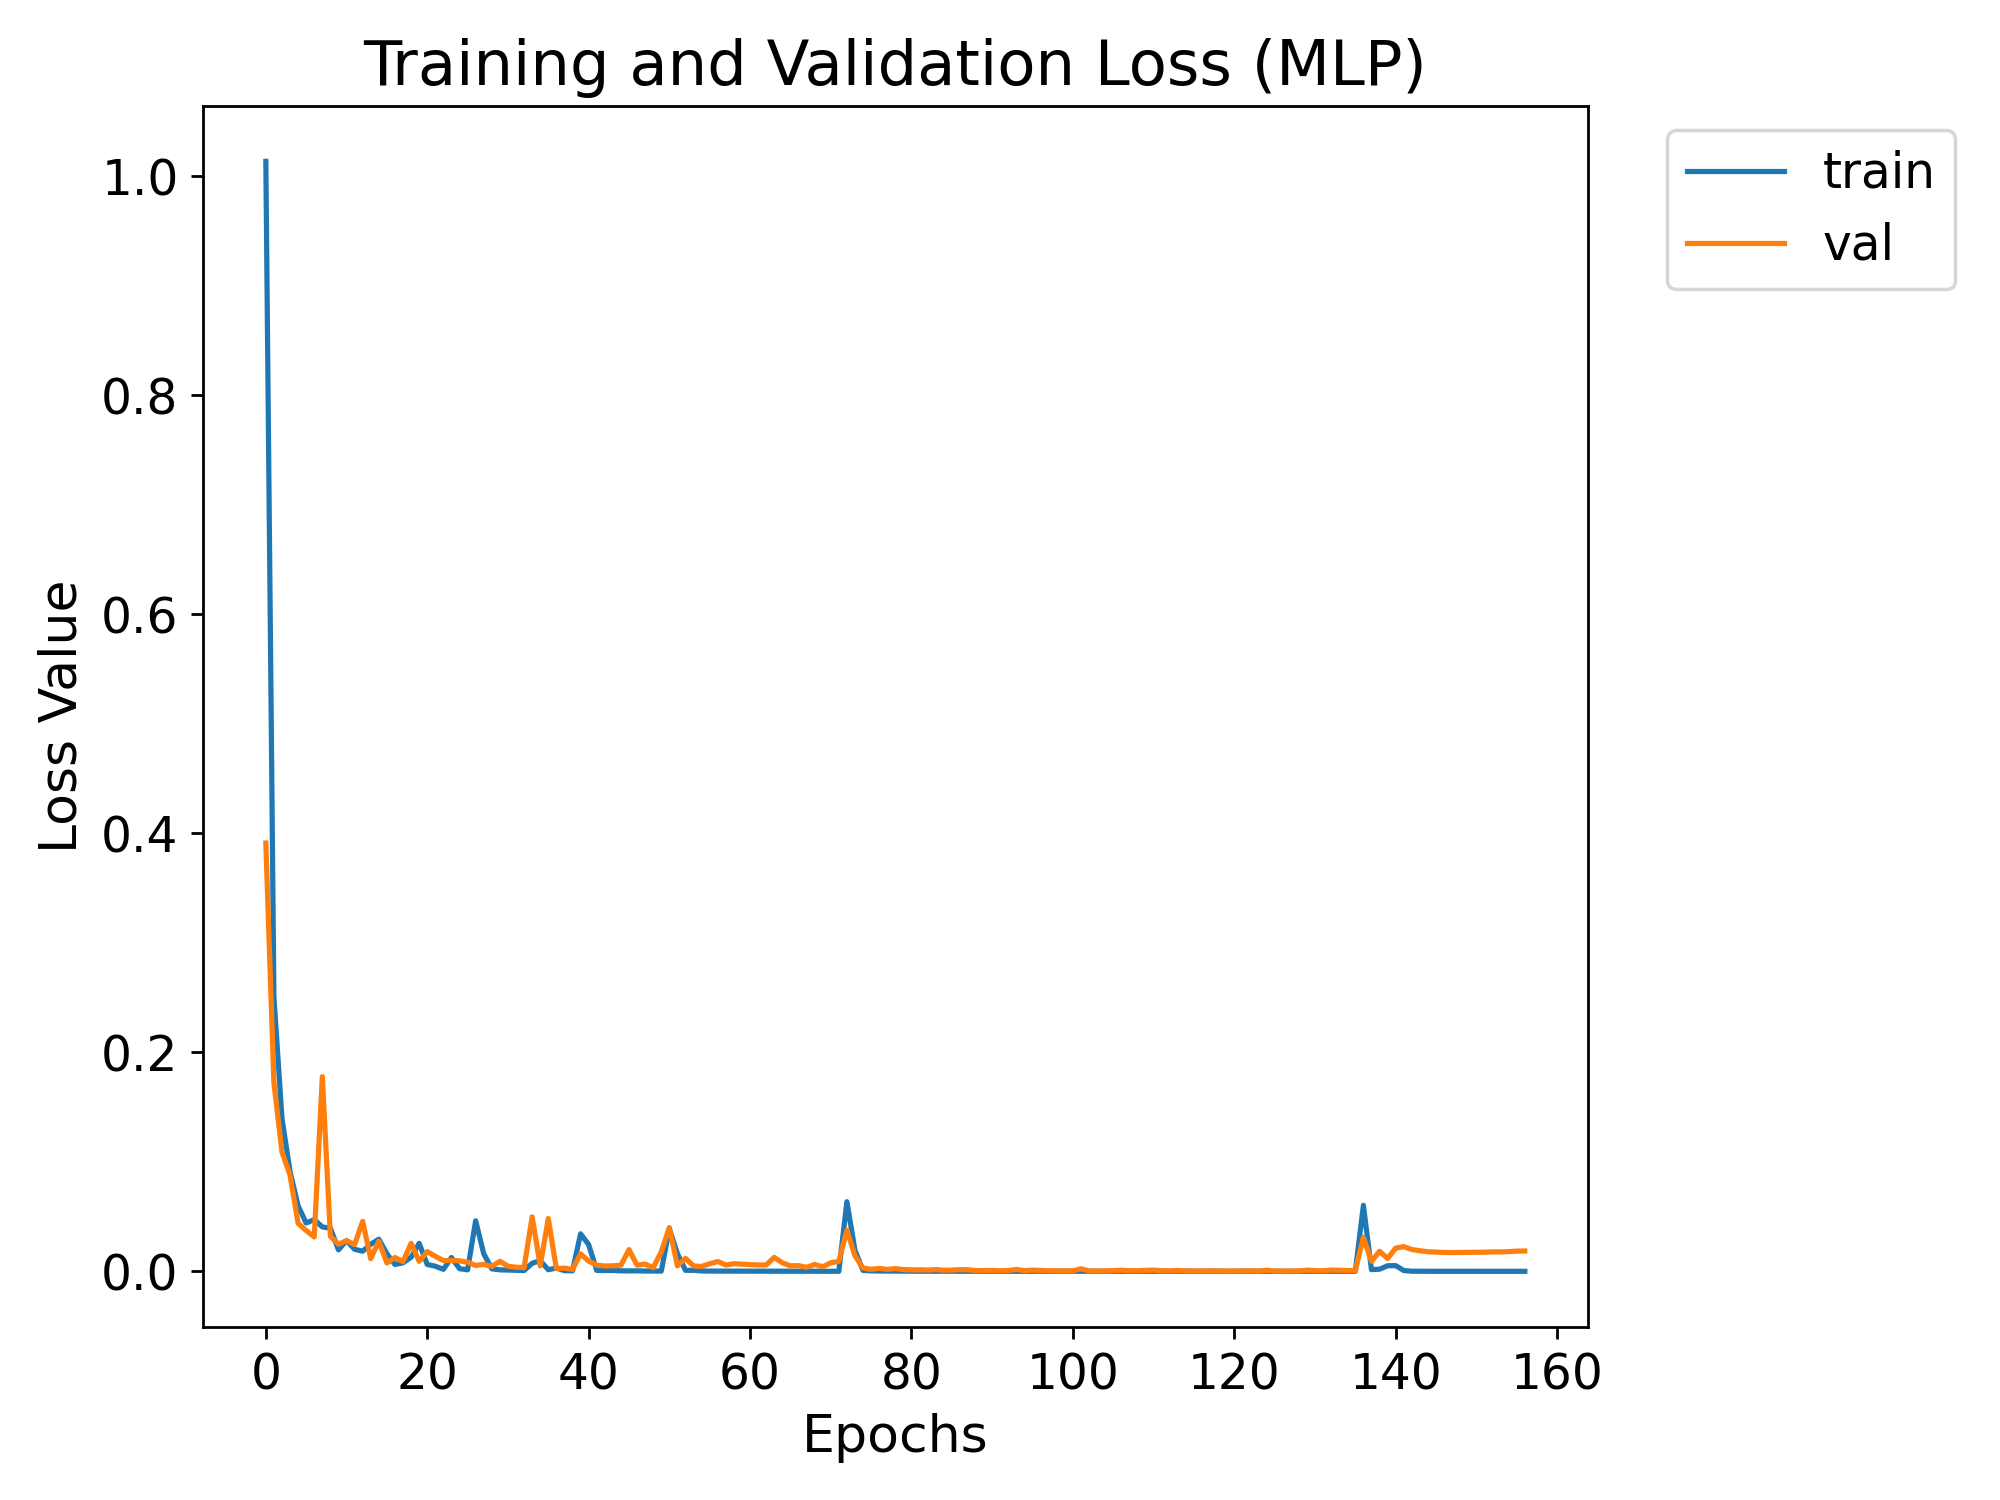 Training and Validation Loss (MLP)
train
val
Loss Value
1.0
0.8
0.6
0.4
0.2
0.0
0 20 40 60 80 100 120 140 160
Epochs